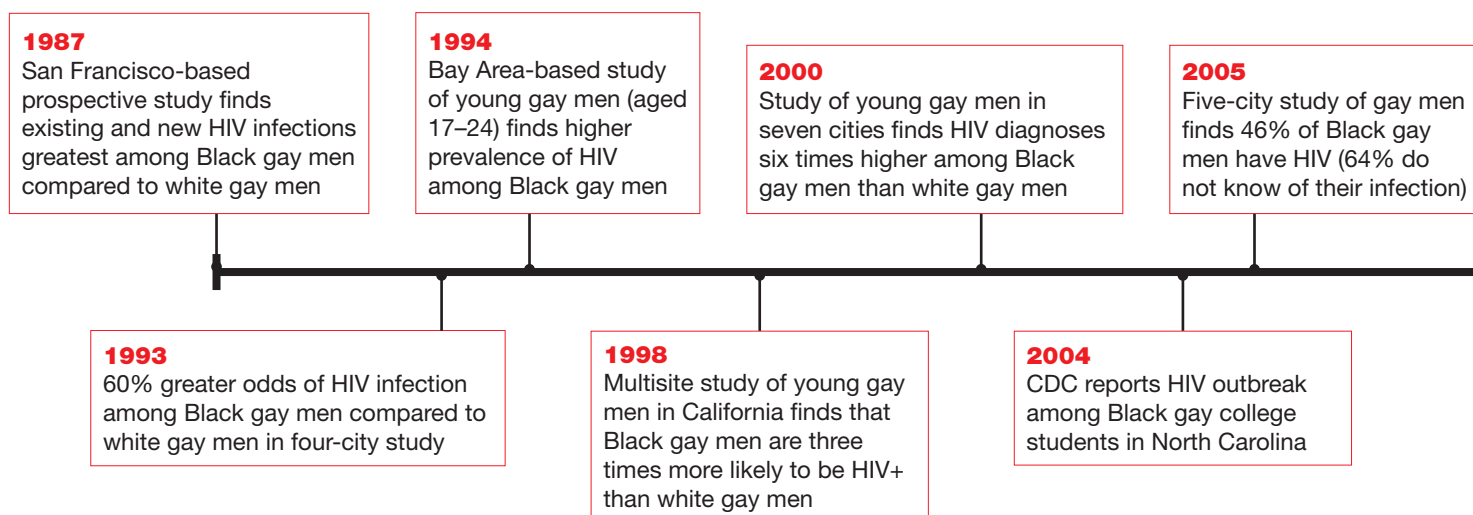 1987
San Francisco-based
prospective study finds
existing and new HIV infections
greatest among Black gay men
compared to white gay men
1993
60% greater odds of HIV infection
among Black gay men compared to
white gay men in four-city study
1994
Bay Area-based study
of young gay men (aged
17–24) finds higher
prevalence of HIV
among Black gay men
1998
Multisite study of young gay
men in California finds that
Black gay men are three
times more likely to be HIV+
than white gay men
2000
Study of young gay men in
seven cities finds HIV diagnoses
six times higher among Black
gay men than white gay men
2004
CDC reports HIV outbreak
among Black gay college
students in North Carolina
2005
Five-city study of gay men
finds 46% of Black gay
men have HIV (64% do
not know of their infection)